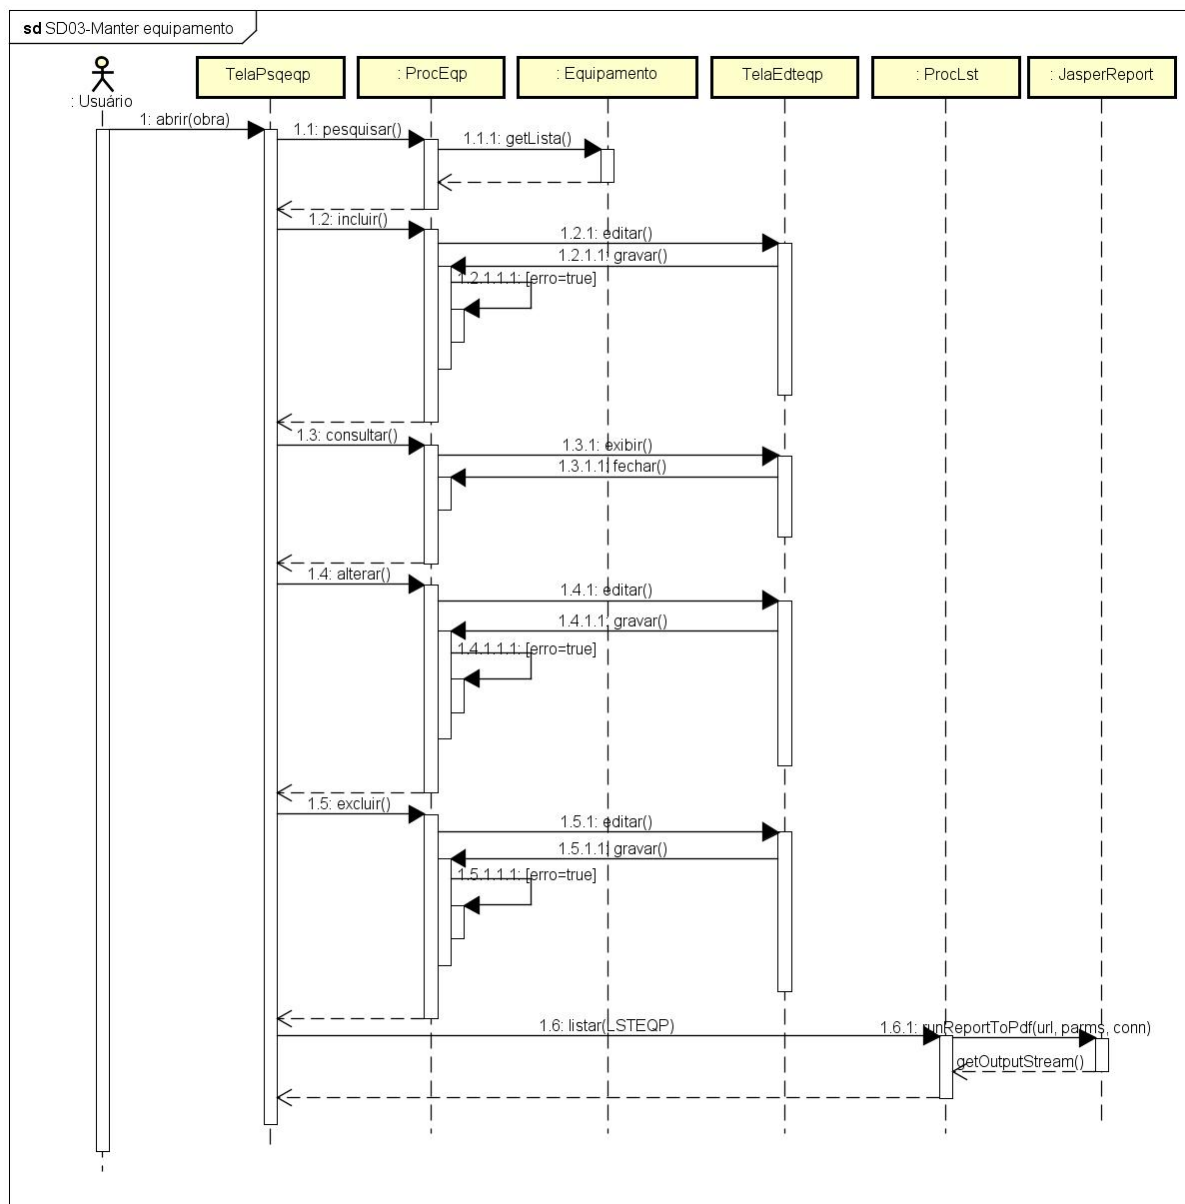 sd SD03-Manter equipamento
: Usuário
TelaPsqeqp
: ProcEqp
: Equipamento
TelaEdteqp
: ProcLst
: JasperReport
1: abrir(obra)
1.1: pesquisar()
1.1.1: getLista()
1.2: incluir()
1.2.1: editar()
1.2.1.1: gravar()
1.2.1.1.1: [erro=true]
1.3: consultar()
1.3.1: exibir()
1.3.1.1: fechar()
1.4: alterar()
1.4.1: editar()
1.4.1.1: gravar()
1.4.1.1.1: [erro=true]
1.5: excluir()
1.5.1: editar()
1.5.1.1: gravar()
1.5.1.1.1: [erro=true]
1.6: listar(LSTEQP)
1.6.1: runReportToPdf(url, parms, conn)
getOutputStream()